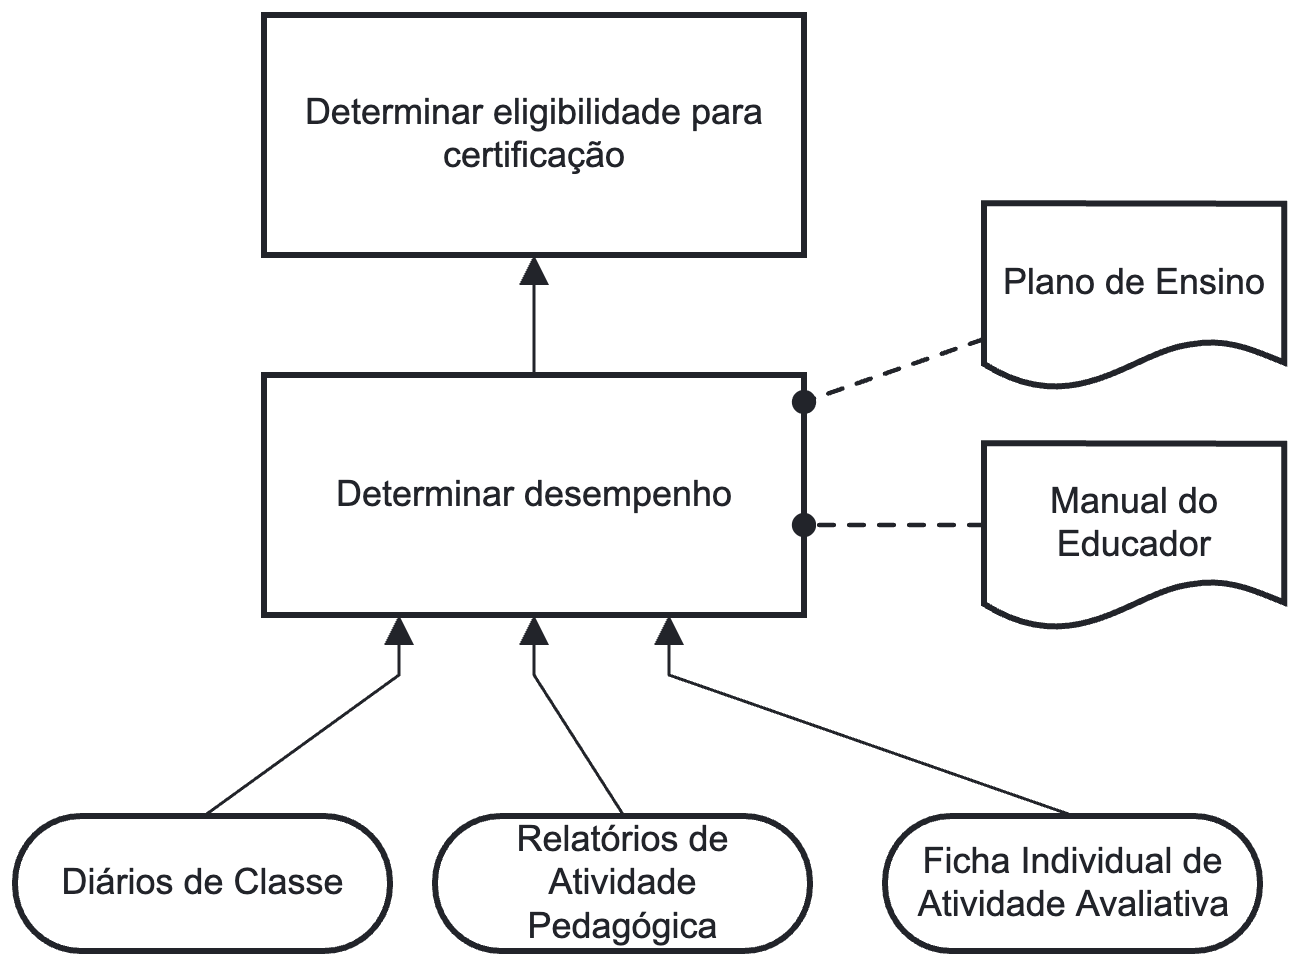 Determinar eligibilidade para
certificação
Plano de Ensino
Determinar desempenho
Manual do
Educador
Diários de Classe
Relatórios de
Atividade
Pedagógica
Ficha Individual de
Atividade Avaliativa